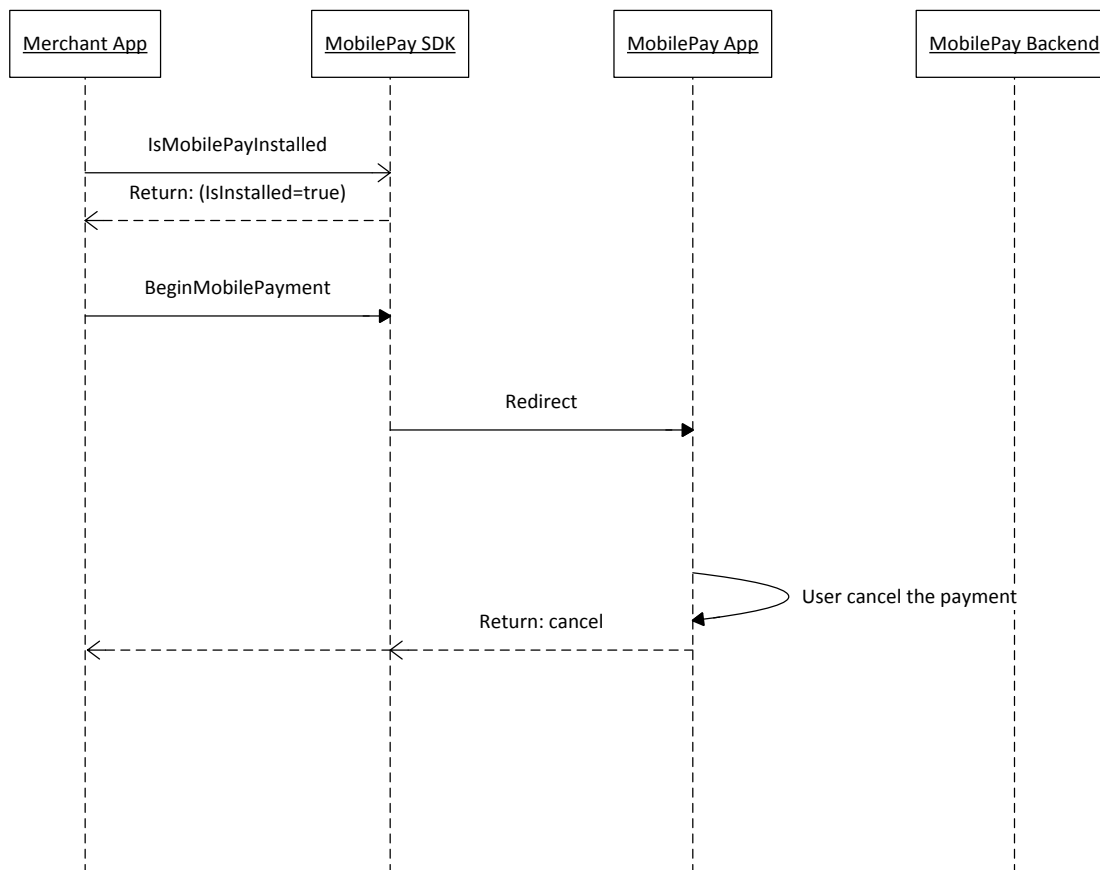 Merchant App
MobilePay SDK
MobilePay App
MobilePay Backend
IsMobilePayInstalled
Return: (IsInstalled=true)
BeginMobilePayment
Redirect
User cancel the payment
Return: cancel